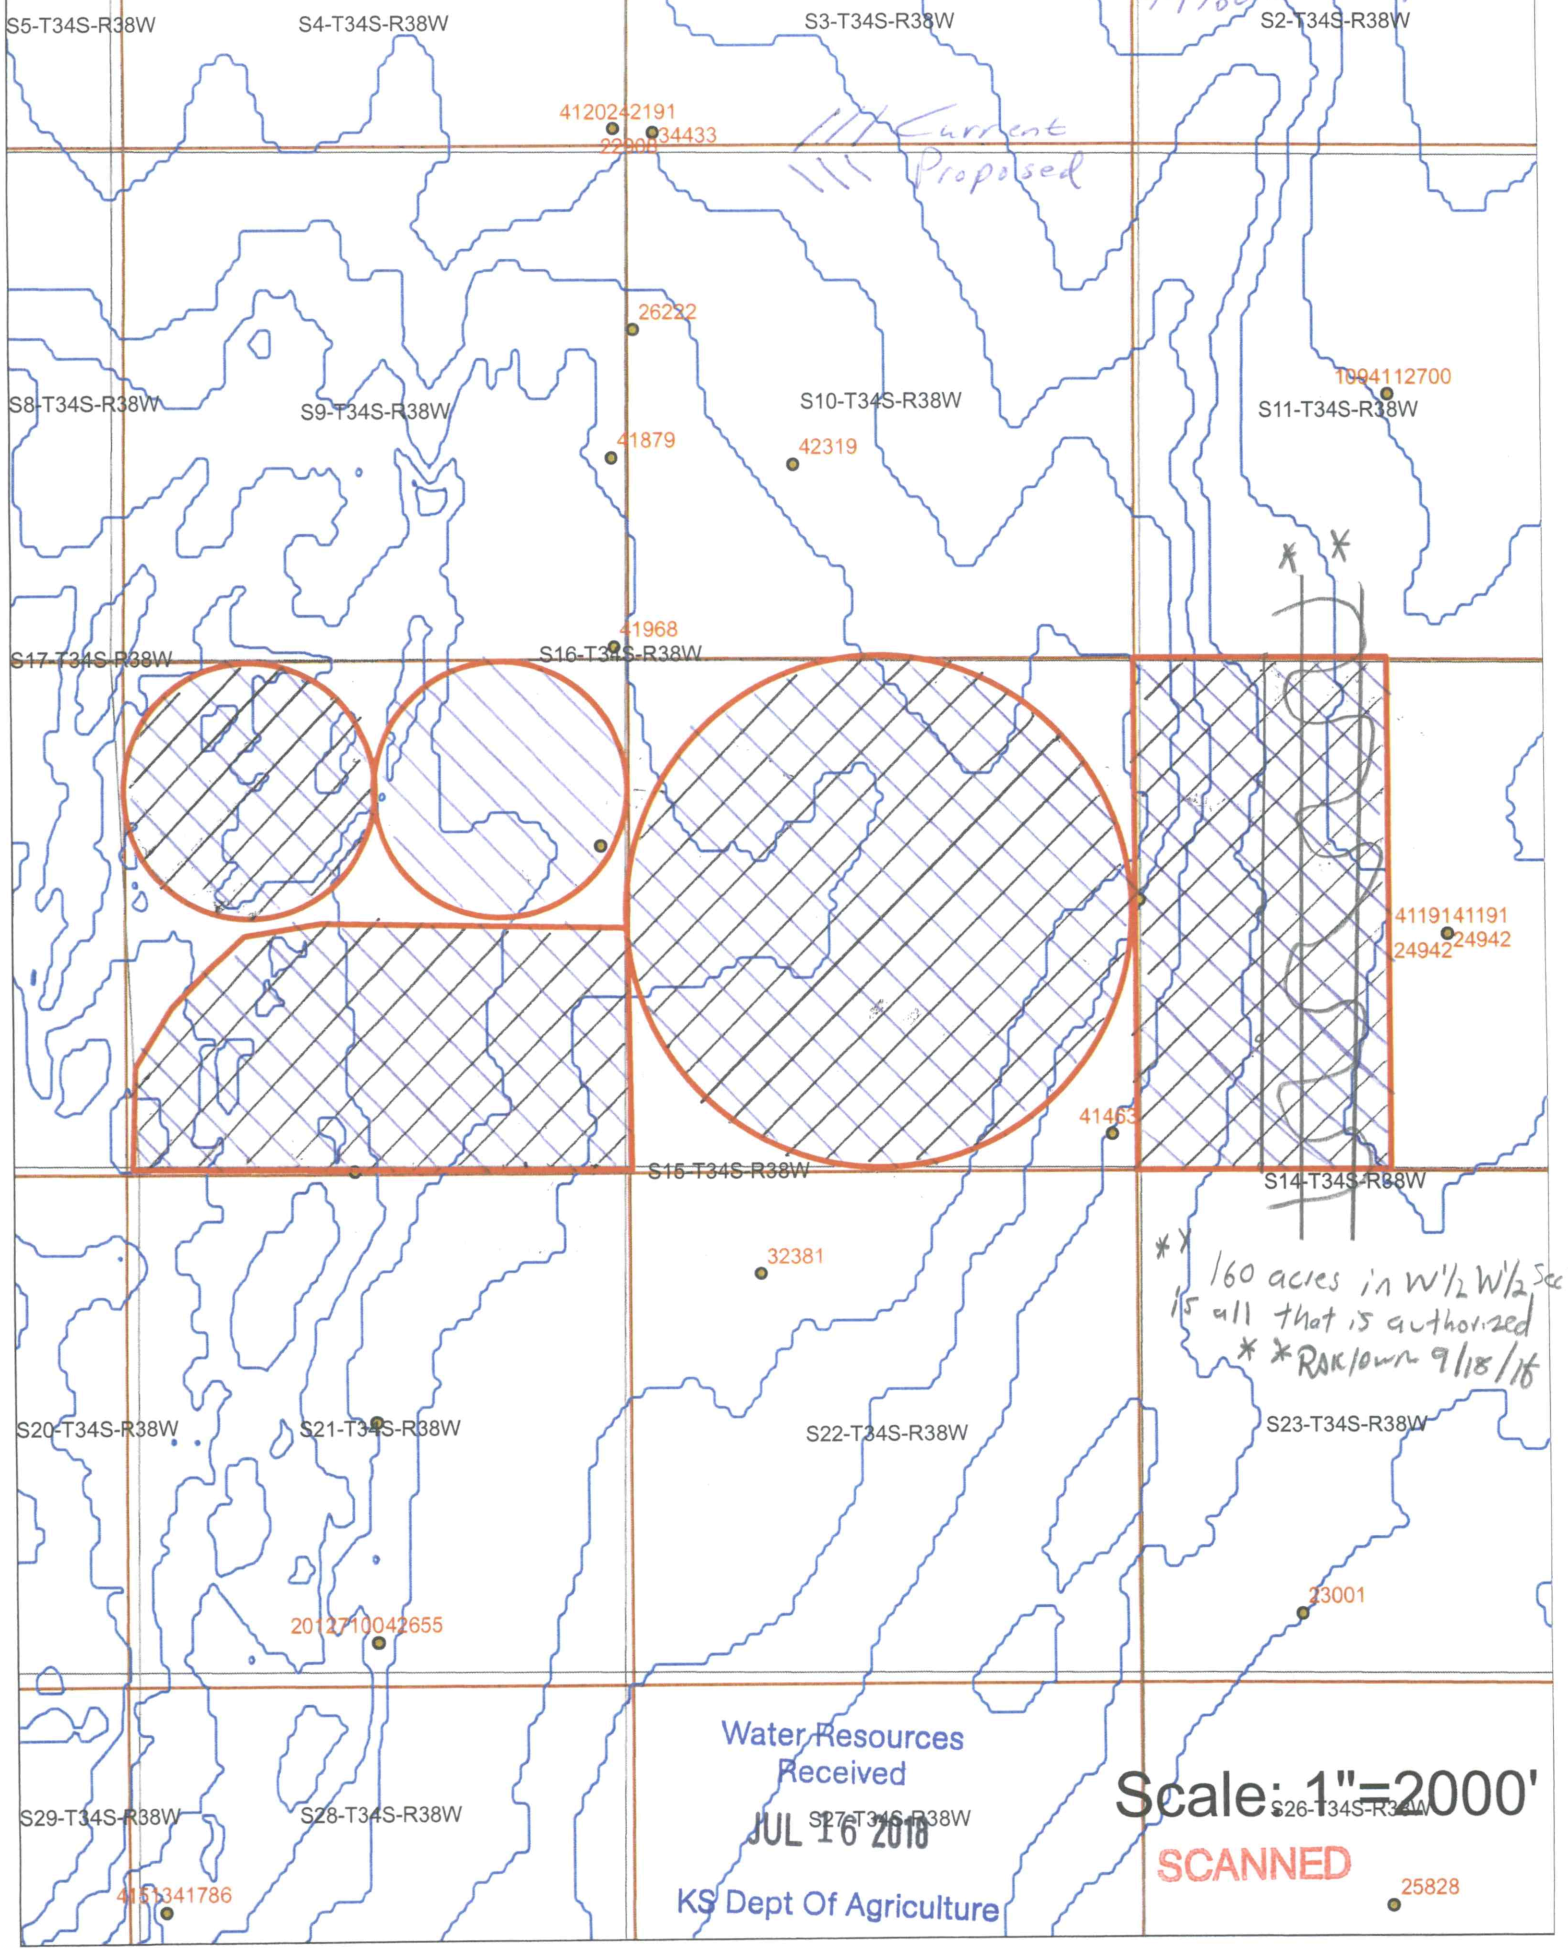 S5-T34S-R38W
S4-T34S-R38W
S3-T34S-R38W
S2-T34S-R38W
4120242191
34433
22908
/// Current
\\\ Proposed
26222
1094112700
S8-T34S-R38W
S9-T34S-R38W
S10-T34S-R38W
S11-T34S-R38W
41879
42319
* *
41968
S17-T34S-R38W
S16-T34S-R38W
4119141191
24942 24942
41463
S15-T34S-R38W
S14-T34S-R38W
32381
160 acres in W1/2 W1/2 Sec
is all that is authorized
* * 9/18/18
S20-T34S-R38W
S21-T34S-R38W
S22-T34S-R38W
S23-T34S-R38W
23001
2012710042655
Water Resources
Received
JUL 16 2018
KS Dept Of Agriculture
Scale: 1"=2000'
S29-T34S-R38W
S28-T34S-R38W
S27-T34S-R38W
S26-T34S-R38W
SCANNED
4151341786
25828